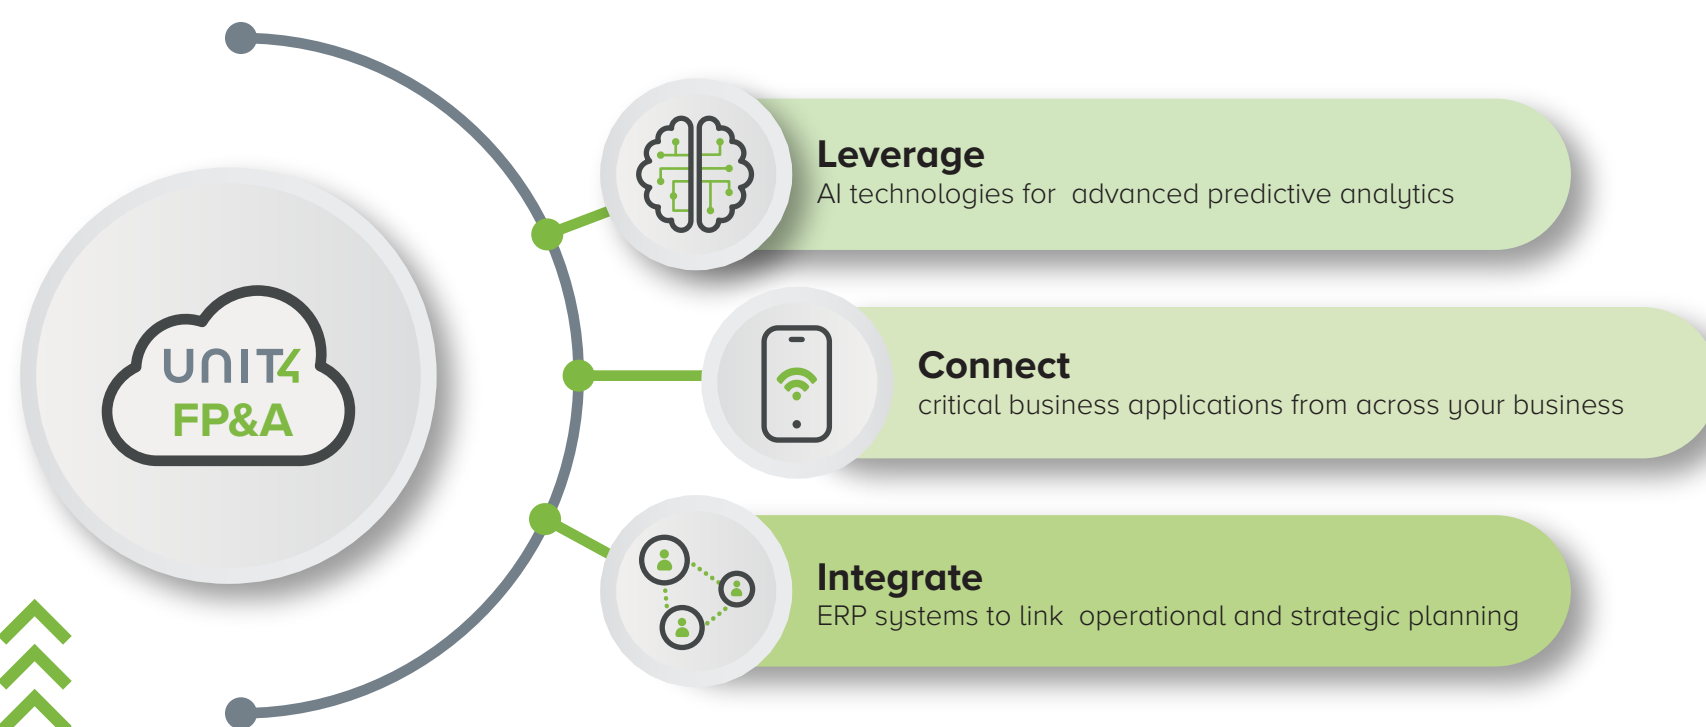 UNIT4
FP&A
Leverage
AI technologies for advanced predictive analytics
Connect
critical business applications from across your business
Integrate
ERP systems to link operational and strategic planning